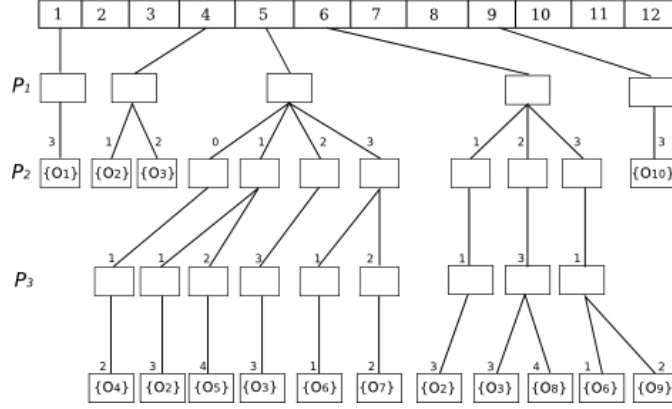 1 2 3 4 5 6 7 8 9 10 11 12
P1
3 1 2 0 1 2 3 1 2 3 3
P2 {O1} {O2} {O3} {O10}
1 1 2 3 1 2 1 3 1
P3
2 3 4 3 1 2 3 3 4 1 2
{O4} {O2} {O5} {O3} {O6} {O7} {O2} {O3} {O8} {O6} {O9}